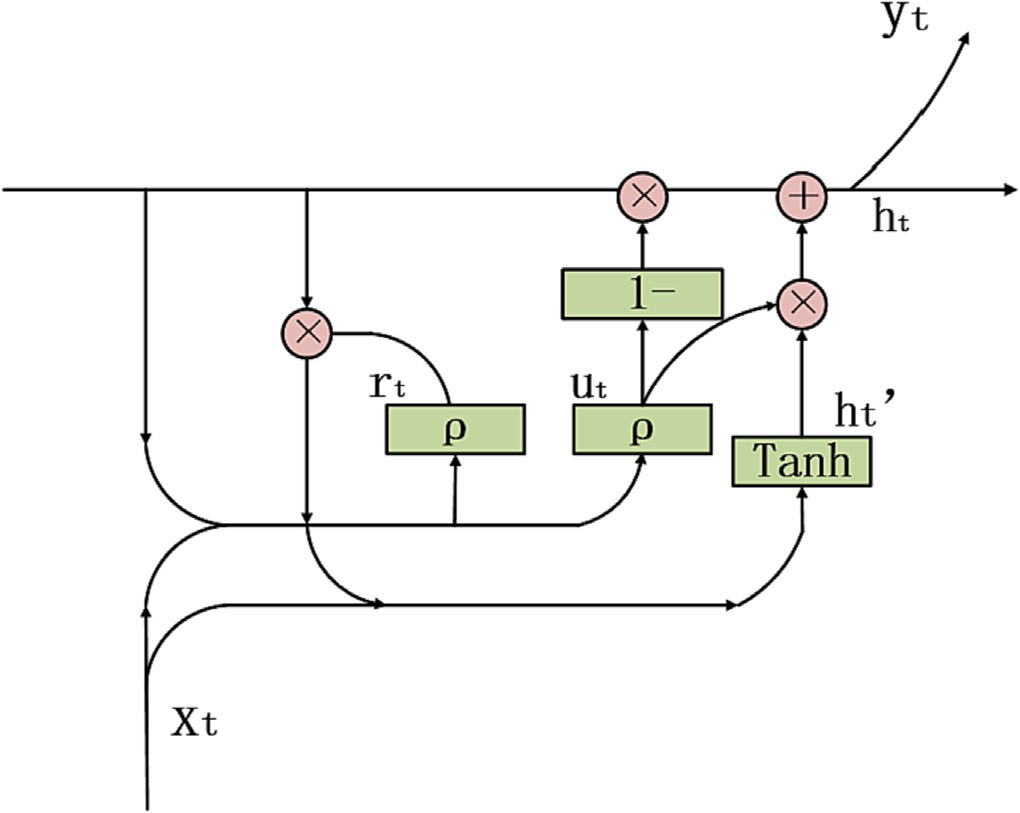 yt
×
+
ht
1−
×
×
rt
ut
ht’
ρ
ρ
Tanh
Xt